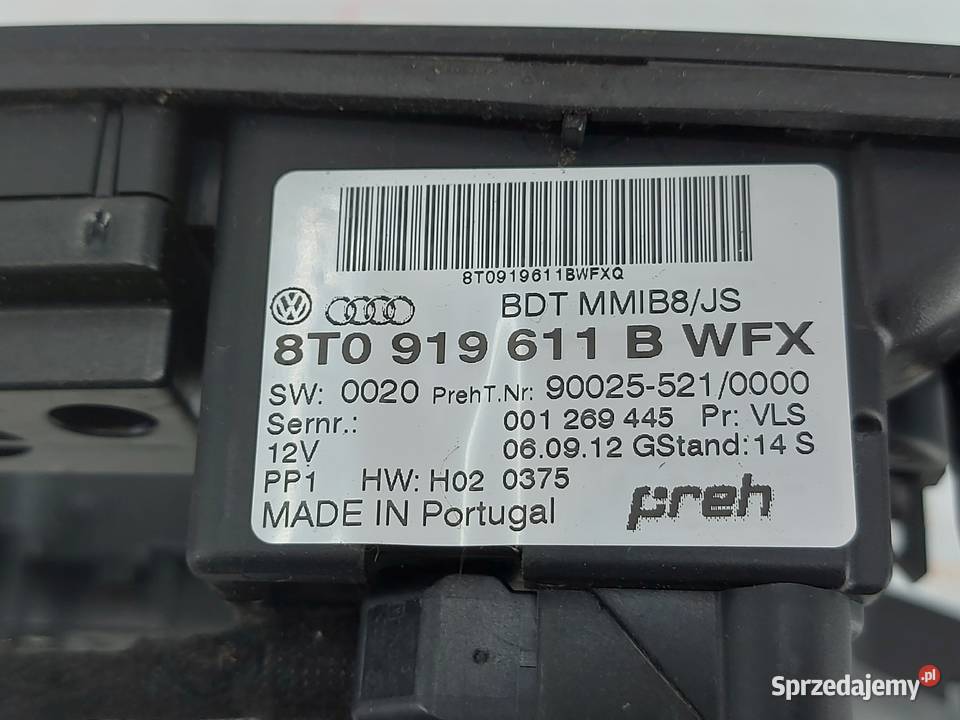 8T0919611BWFXQ
BDT MMIB8/JS
8T0 919 611 B WFX
SW: 0020 PrehT.Nr: 90025-521/0000
Sernr.: 001 269 445 Pr: VLS
12V 06.09.12 GStand: 14 S
PP1 HW: H02 0375
MADE IN Portugal preh
Sprzedajemy.pl